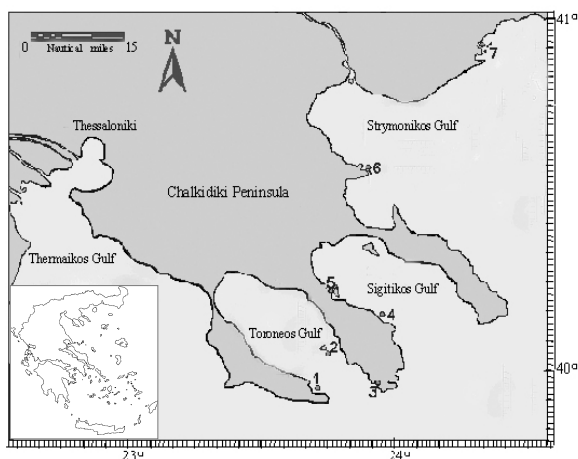 41°
0 Nautical miles 15
N
7
Thessaloniki
Strymonikos Gulf
6
Chalkidiki Peninsula
Thermaikos Gulf
5
Sigitikos Gulf
4
Toroneos Gulf
2
1
3
40°
23°
24°